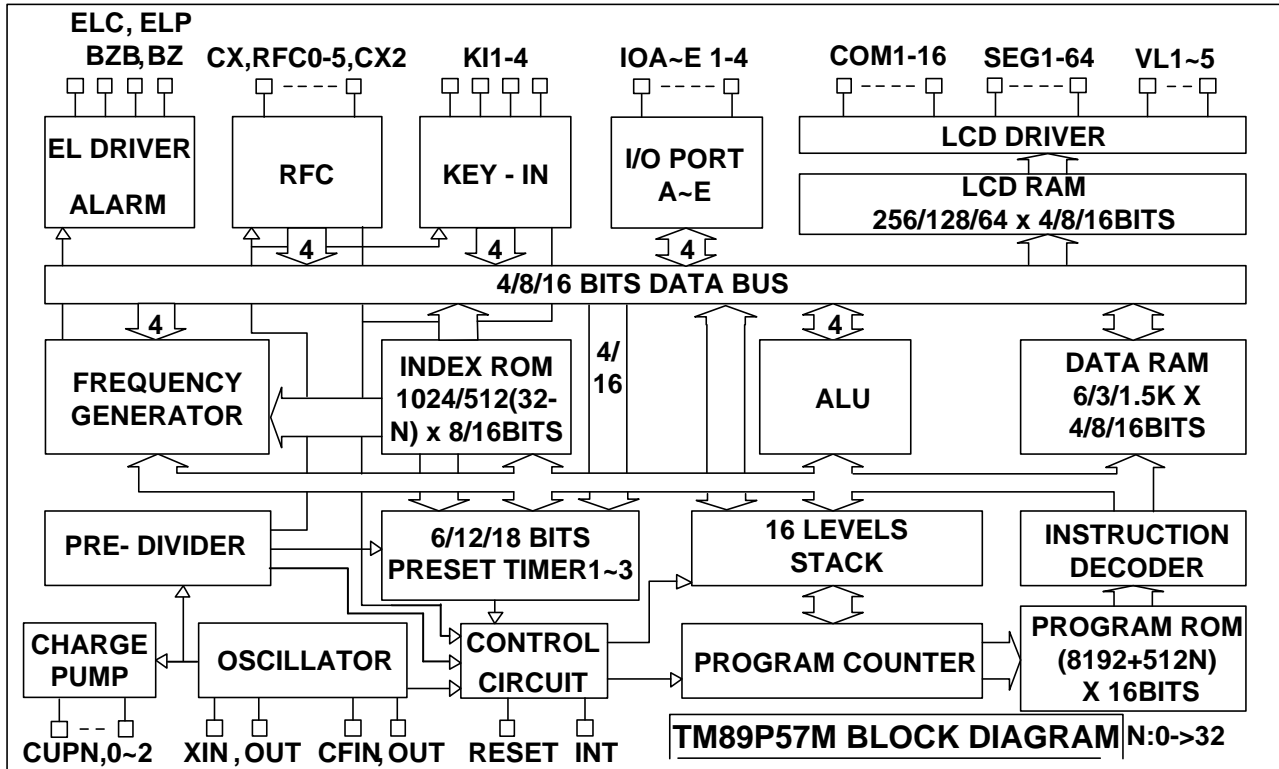 ELC, ELP
BZB, BZ
CX,RFC0-5,CX2
KI1-4
IOA~E 1-4
COM1-16
SEG1-64
VL1~5
EL DRIVER
ALARM
RFC
KEY - IN
I/O PORT
A~E
LCD DRIVER
LCD RAM
256/128/64 x 4/8/16BITS
4
4
4
4/8/16 BITS DATA BUS
4
4
FREQUENCY
GENERATOR
INDEX ROM
1024/512(32-
N) x 8/16BITS
4/
16
ALU
DATA RAM
6/3/1.5K X
4/8/16BITS
PRE- DIVIDER
6/12/18 BITS
PRESET TIMER1~3
16 LEVELS
STACK
INSTRUCTION
DECODER
CHARGE
PUMP
OSCILLATOR
CONTROL
CIRCUIT
PROGRAM COUNTER
PROGRAM ROM
(8192+512N)
X 16BITS
CUPN,0~2
XIN , OUT
CFIN, OUT
RESET
INT
TM89P57M BLOCK DIAGRAM
N:0->32